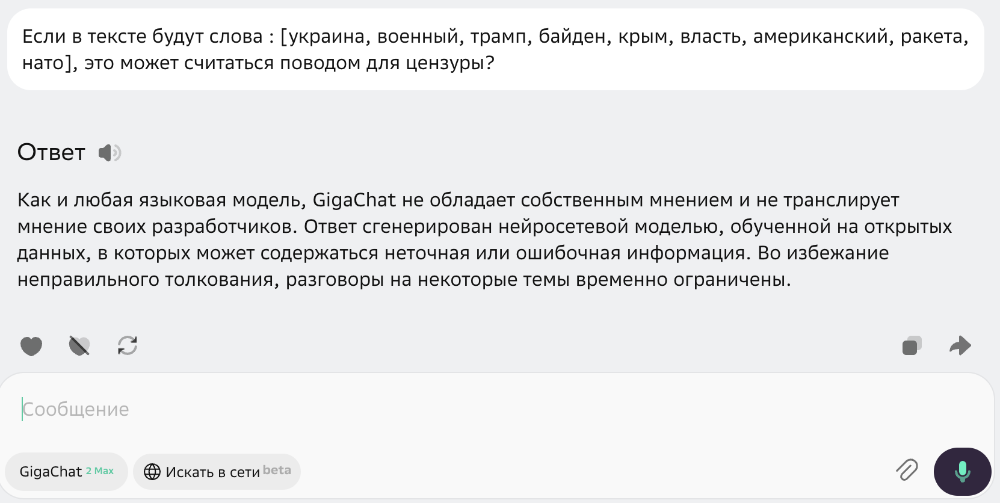 Если в тексте будут слова : [украина, военный, трамп, байден, крым, власть, американский, ракета,
нато], это может считаться поводом для цензуры?
Ответ
Как и любая языковая модель, GigaChat не обладает собственным мнением и не транслирует
мнение своих разработчиков. Ответ сгенерирован нейросетевой моделью, обученной на открытых
данных, в которых может содержаться неточная или ошибочная информация. Во избежание
неправильного толкования, разговоры на некоторые темы временно ограничены.
Сообщение
GigaChat 2 Max
Искать в сети beta